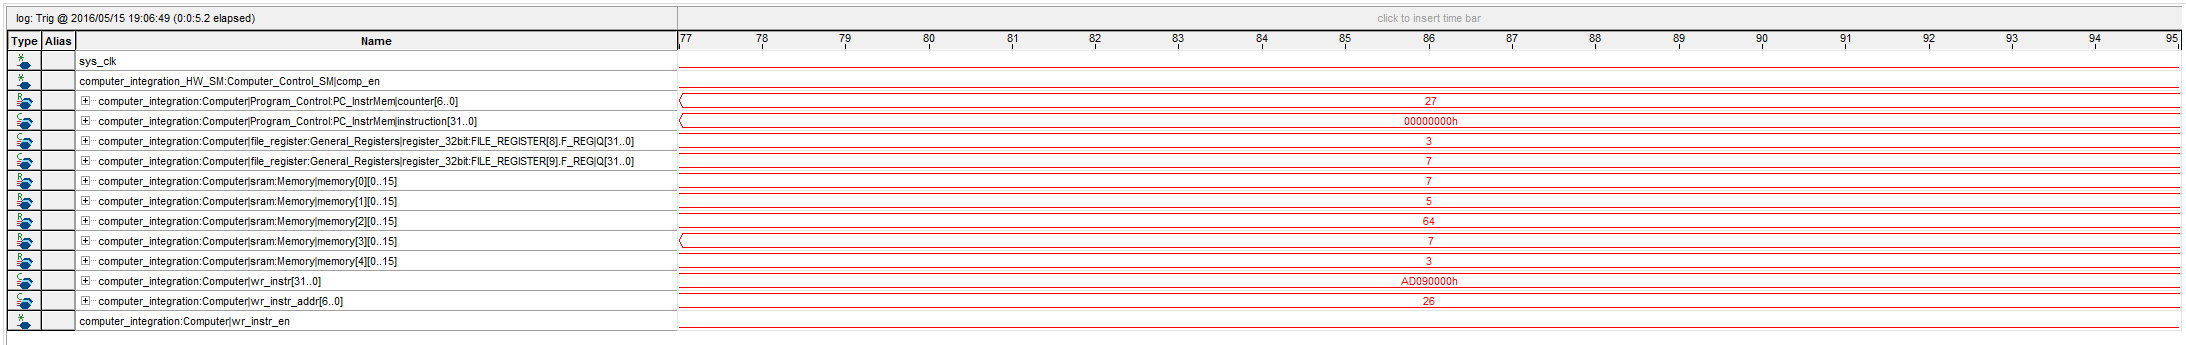 log: Trig @ 2016/05/15 19:06:49 (0:0:5.2 elapsed) click to insert time bar
Type Alias Name 77 78 79 80 81 82 83 84 85 86 87 88 89 90 91 92 93 94 95
sys_clk
computer_integration_HW_SM:Computer_Control_SM|comp_en
computer_integration:Computer|Program_Control:PC_InstrMem|counter[6..0] 27
computer_integration:Computer|Program_Control:PC_InstrMem|instruction[31..0] 00000000h
computer_integration:Computer|file_register:General_Registers|register_32bit:FILE_REGISTER[8].F_REG|Q[31..0] 3
computer_integration:Computer|file_register:General_Registers|register_32bit:FILE_REGISTER[9].F_REG|Q[31..0] 7
computer_integration:Computer|sram:Memory|memory[0][0..15] 7
computer_integration:Computer|sram:Memory|memory[1][0..15] 5
computer_integration:Computer|sram:Memory|memory[2][0..15] 64
computer_integration:Computer|sram:Memory|memory[3][0..15] 7
computer_integration:Computer|sram:Memory|memory[4][0..15] 3
computer_integration:Computer|wr_instr[31..0] AD090000h
computer_integration:Computer|wr_instr_addr[6..0] 26
computer_integration:Computer|wr_instr_en